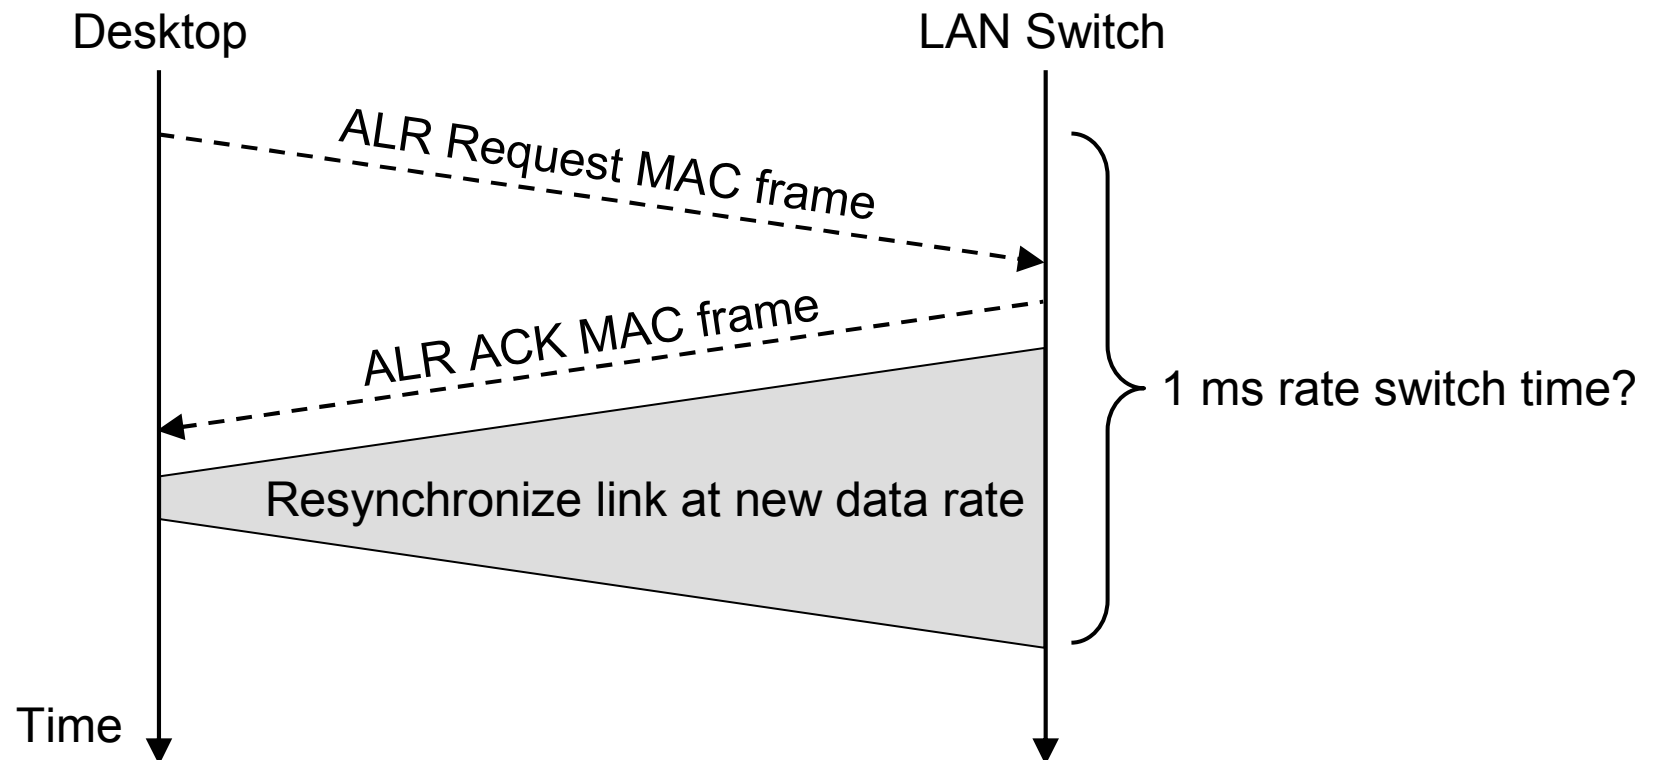 Desktop
LAN Switch
ALR Request MAC frame
ALR ACK MAC frame
1 ms rate switch time?
Resynchronize link at new data rate
Time